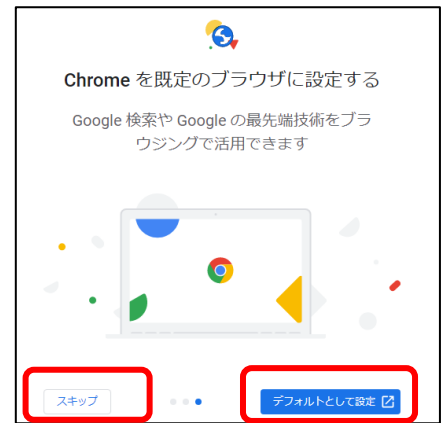 Chrome を既定のブラウザに設定する
Google 検索や Google の最先端技術をブラ
ウジングで活用できます
スキップ
デフォルトとして設定